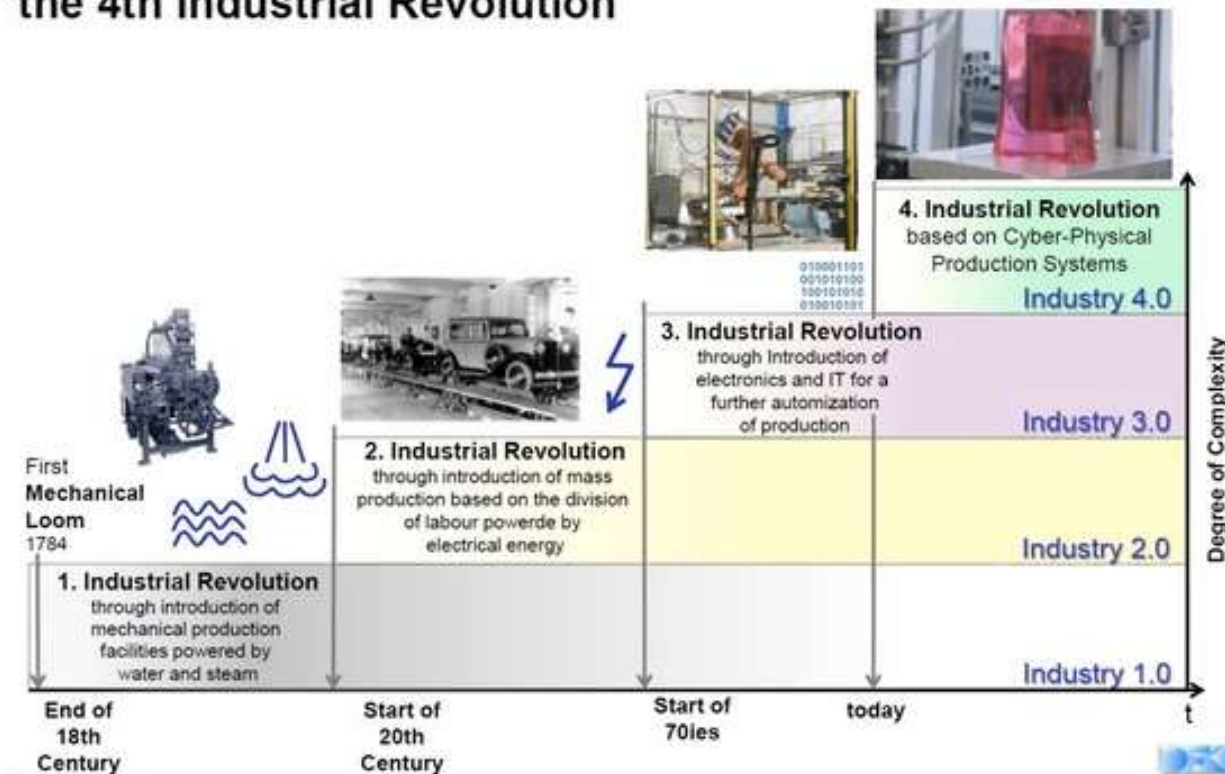 the 4th Industrial Revolution
4. Industrial Revolution
based on Cyber-Physical
Production Systems
Industry 4.0
010001101
001010100
100101010
010010101
3. Industrial Revolution
through Introduction of
electronics and IT for a
further automization
of production
Industry 3.0
2. Industrial Revolution
through introduction of mass
production based on the division
of labour powerde by
electrical energy
Industry 2.0
First
Mechanical
Loom
1784
1. Industrial Revolution
through introduction of
mechanical production
facilities powered by
water and steam
Industry 1.0
Degree of Complexity
End of
18th
Century
Start of
20th
Century
Start of
70ies
today
t